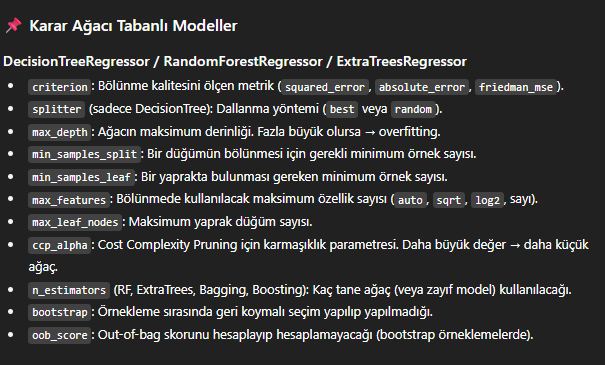 📌 Karar Ağacı Tabanlı Modeller
DecisionTreeRegressor / RandomForestRegressor / ExtraTreesRegressor
• criterion: Bölünme kalitesini ölçen metrik (squared_error, absolute_error, friedman_mse).
• splitter (sadece DecisionTree): Dallanma yöntemi (best veya random).
• max_depth: Ağacın maksimum derinliği. Fazla büyük olursa → overfitting.
• min_samples_split: Bir düğümün bölünmesi için gerekli minimum örnek sayısı.
• min_samples_leaf: Bir yaprakta bulunması gereken minimum örnek sayısı.
• max_features: Bölünmede kullanılacak maksimum özellik sayısı (auto, sqrt, log2, sayı).
• max_leaf_nodes: Maksimum yaprak düğüm sayısı.
• ccp_alpha: Cost Complexity Pruning için karmaşıklık parametresi. Daha büyük değer → daha küçük
ağaç.
• n_estimators (RF, ExtraTrees, Bagging, Boosting): Kaç tane ağaç (veya zayıf model) kullanılacağı.
• bootstrap: Örnekleme sırasında geri koymalı seçim yapılıp yapılmadığı.
• oob_score: Out-of-bag skorunu hesaplayıp hesaplamayacağı (bootstrap örneklemelerde).